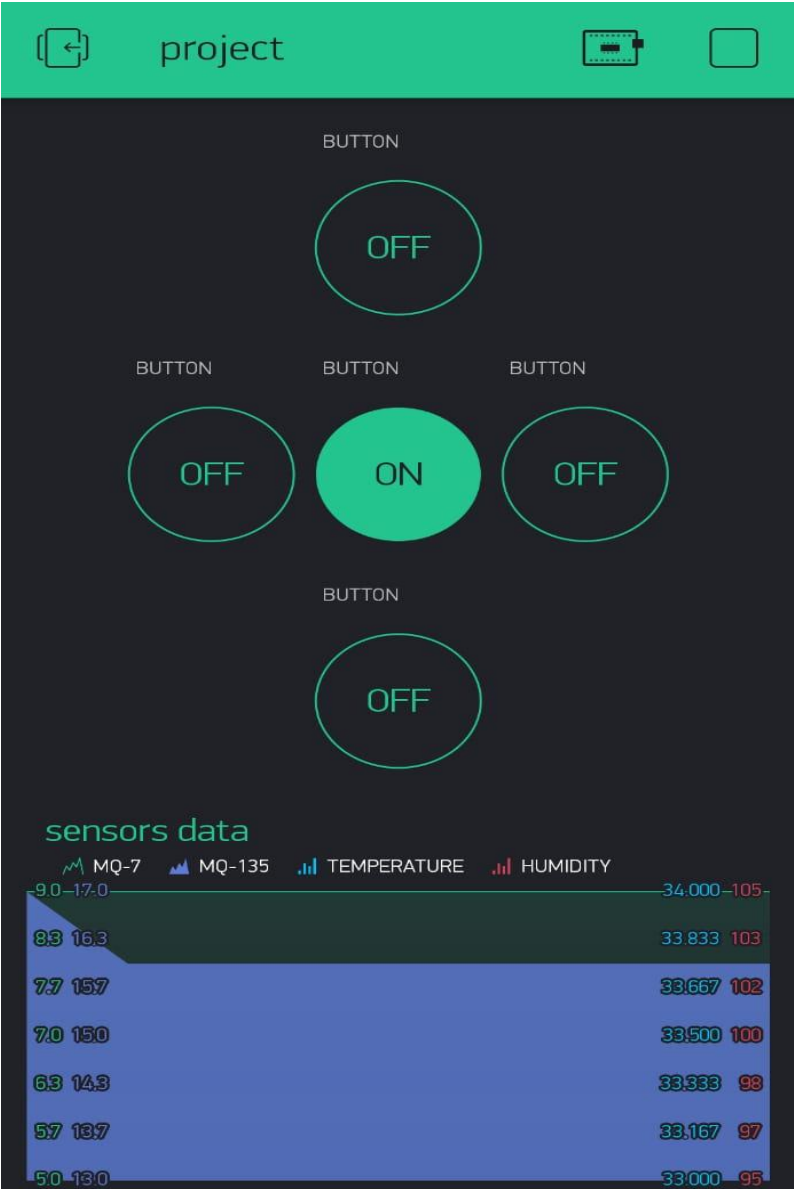 project
BUTTON
OFF
BUTTON BUTTON BUTTON
OFF ON OFF
BUTTON
OFF
sensors data
MQ-7 MQ-135 TEMPERATURE HUMIDITY
9.0 17.0 34.000 105
8.3 16.3 33.833 103
7.7 15.7 33.667 102
7.0 15.0 33.500 100
6.3 14.3 33.333 98
5.7 13.7 33.167 97
5.0 13.0 33.000 95